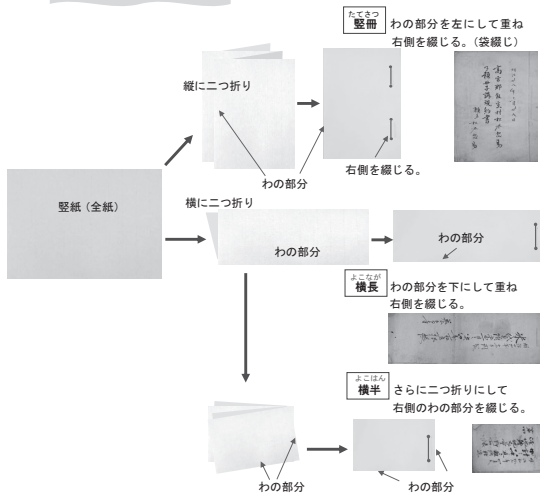 たてさつ
竪冊
わの部分を左にして重ね
右側を綴じる。（袋綴じ）
縦に二つ折り
わの部分
右側を綴じる。
竪紙（全紙）
横に二つ折り
わの部分
わの部分
よこなが
横長
わの部分を下にして重ね
右側を綴じる。
よこはん
横半
さらに二つ折りにして
右側のわの部分を綴じる。
わの部分
わの部分